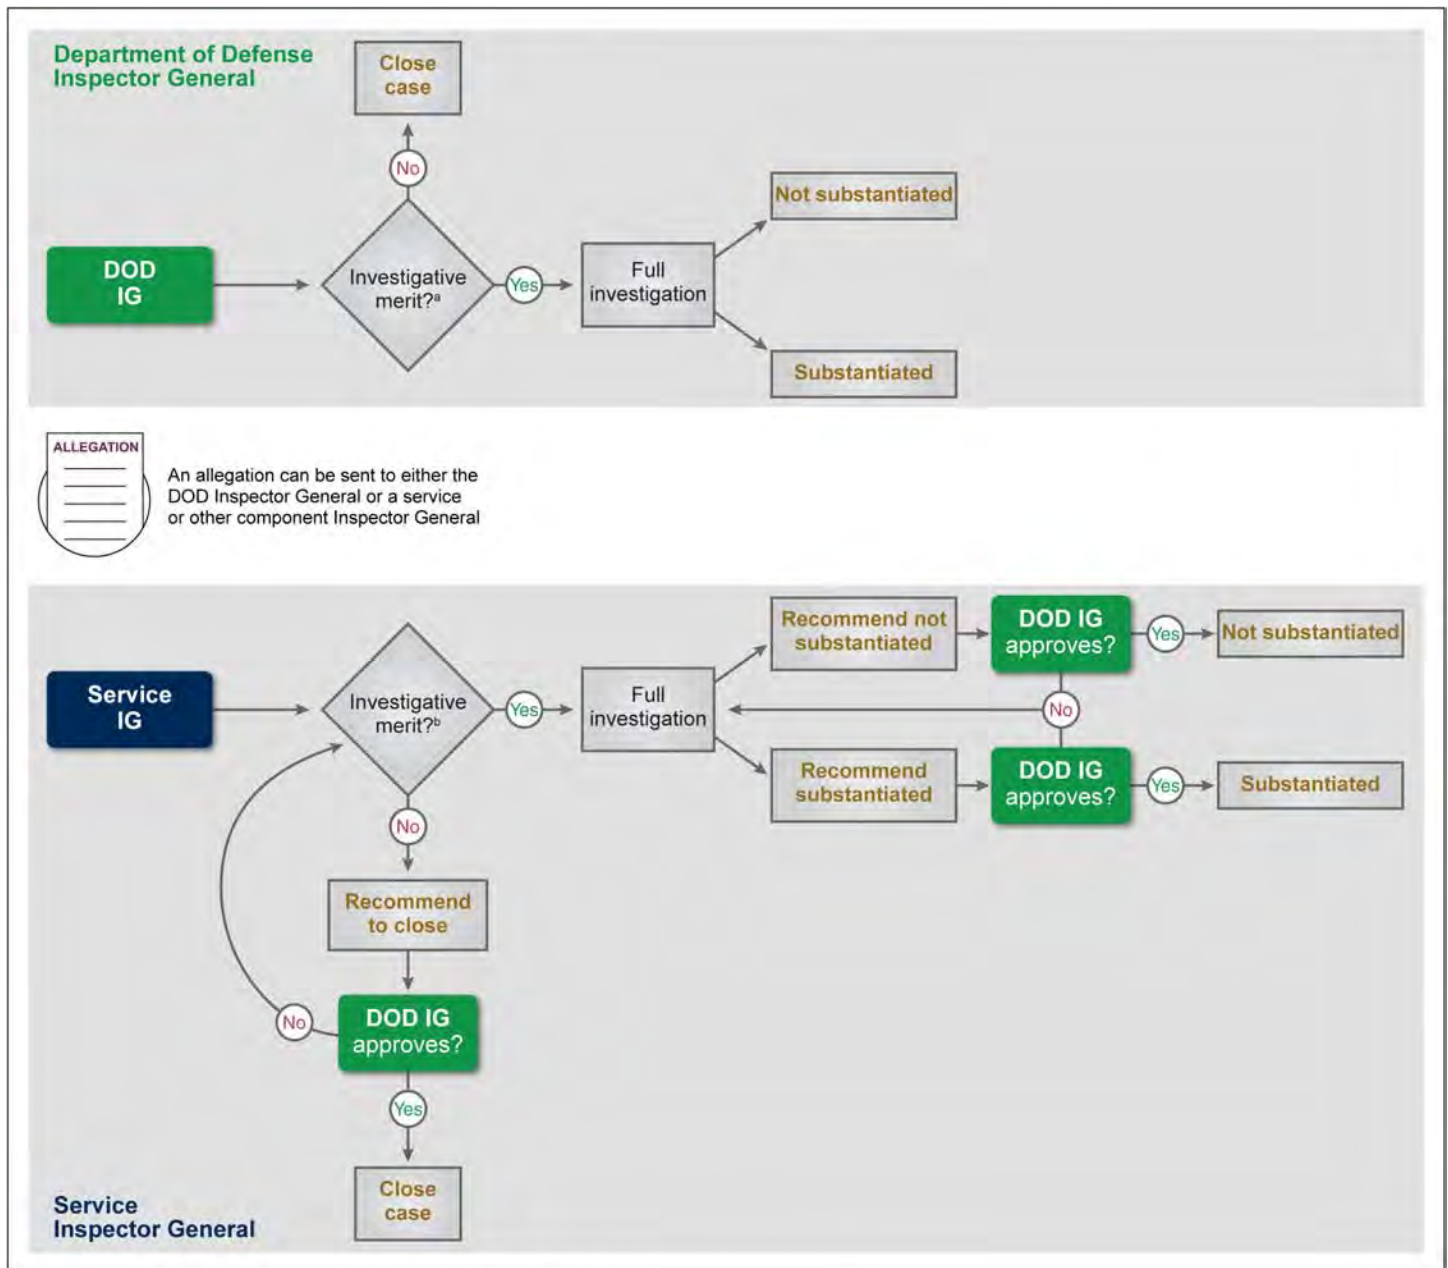 Department of Defense
Inspector General
Close
case
No
Not substantiated
DOD
IG
Investigative
merit?ᵃ
Yes
Full
investigation
Substantiated
ALLEGATION
An allegation can be sent to either the
DOD Inspector General or a service
or other component Inspector General
Recommend not
substantiated
DOD IG
approves?
Yes
Not substantiated
Service
IG
Investigative
merit?ᵇ
Yes
Full
investigation
No
Recommend
substantiated
DOD IG
approves?
Yes
Substantiated
No
Recommend
to close
No
DOD IG
approves?
Yes
Close
case
Service
Inspector General